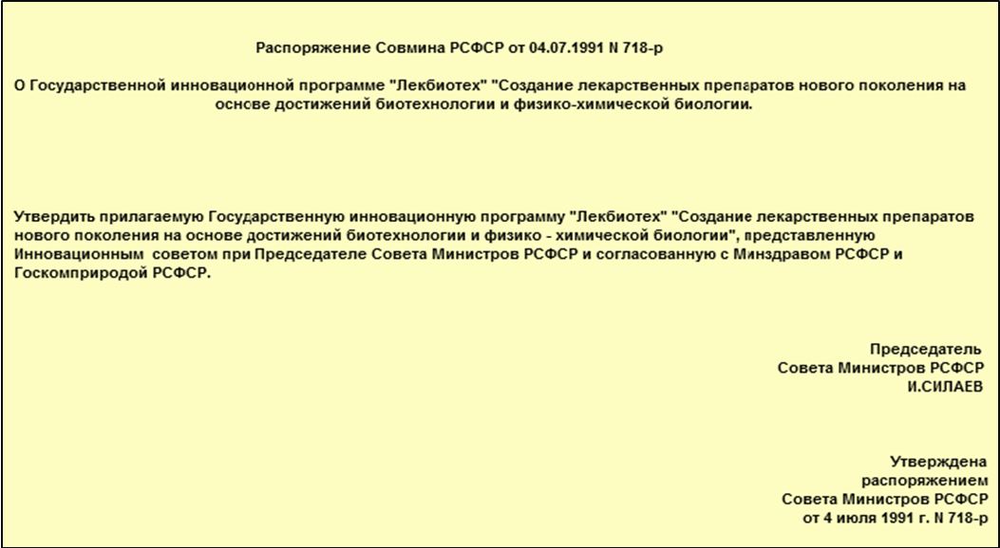 Распоряжение Совмина РСФСР от 04.07.1991 N 718-р
О Государственной инновационной программе "Лекбиотех" "Создание лекарственных препаратов нового поколения на
основе достижений биотехнологии и физико-химической биологии.
Утвердить прилагаемую Государственную инновационную программу "Лекбиотех" "Создание лекарственных препаратов
нового поколения на основе достижений биотехнологии и физико - химической биологии", представленную
Инновационным советом при Председателе Совета Министров РСФСР и согласованную с Минздравом РСФСР и
Госкомприродой РСФСР.
Председатель
Совета Министров РСФСР
И.СИЛАЕВ
Утверждена
распоряжением
Совета Министров РСФСР
от 4 июля 1991 г. N 718-р